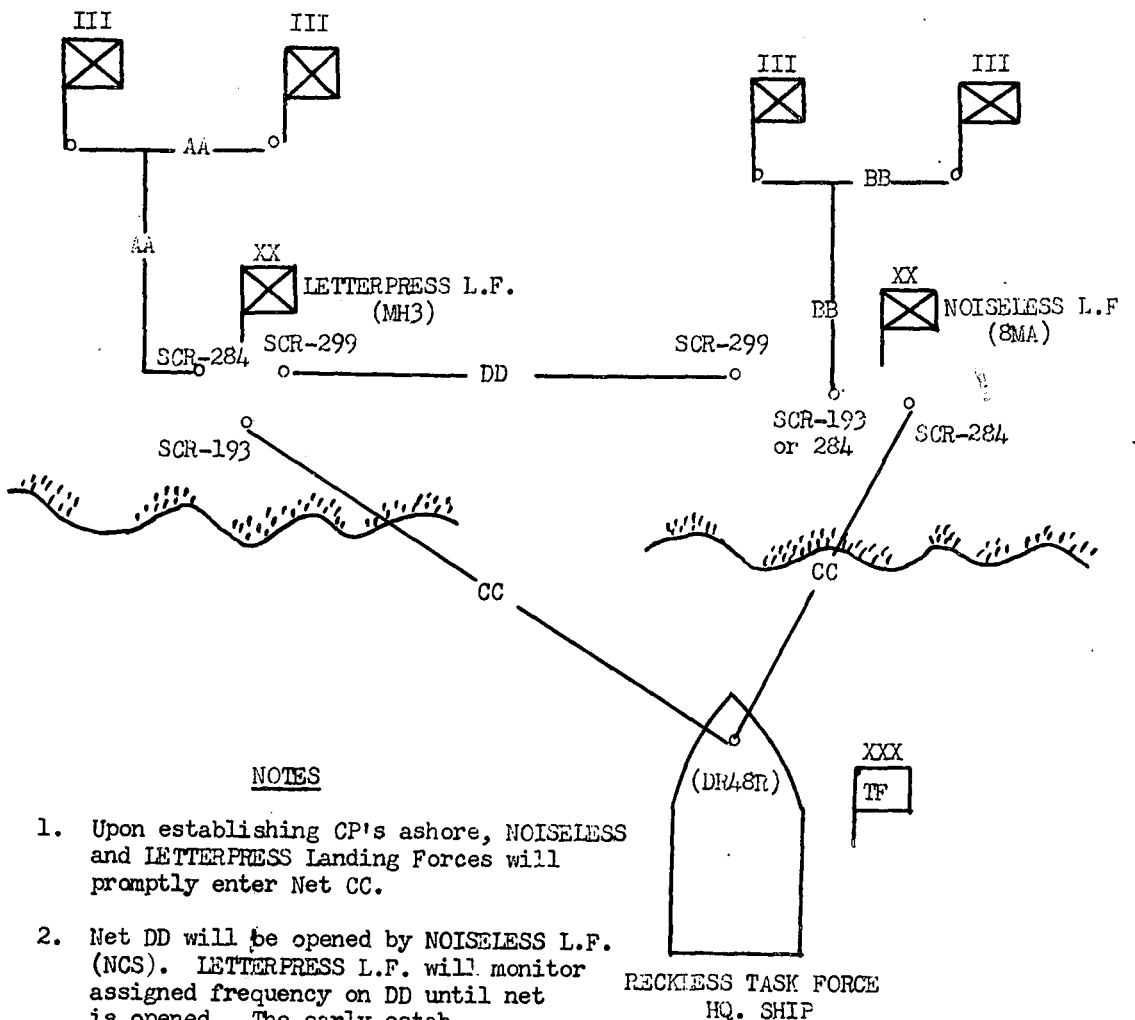 III
III
III
III
AA
BB
AA
XX
LETTERPRESS L.F.
(MH3)
XX
NOISELESS L.F
(8MA)
BB
SCR-284
SCR-299
SCR-299
DD
SCR-193
SCR-193
or 284
SCR-284
CC
CC
(DR48R)
XXX
TF
NOTES
1. Upon establishing CP's ashore, NOISELESS
and LETTERPRESS Landing Forces will
promptly enter Net CC.
2. Net DD will be opened by NOISELESS L.F.
(NCS). LETTERPRESS L.F. will monitor
assigned frequency on DD until net
is opened. The early estab
RECKLESS TASK FORCE
HQ. SHIP